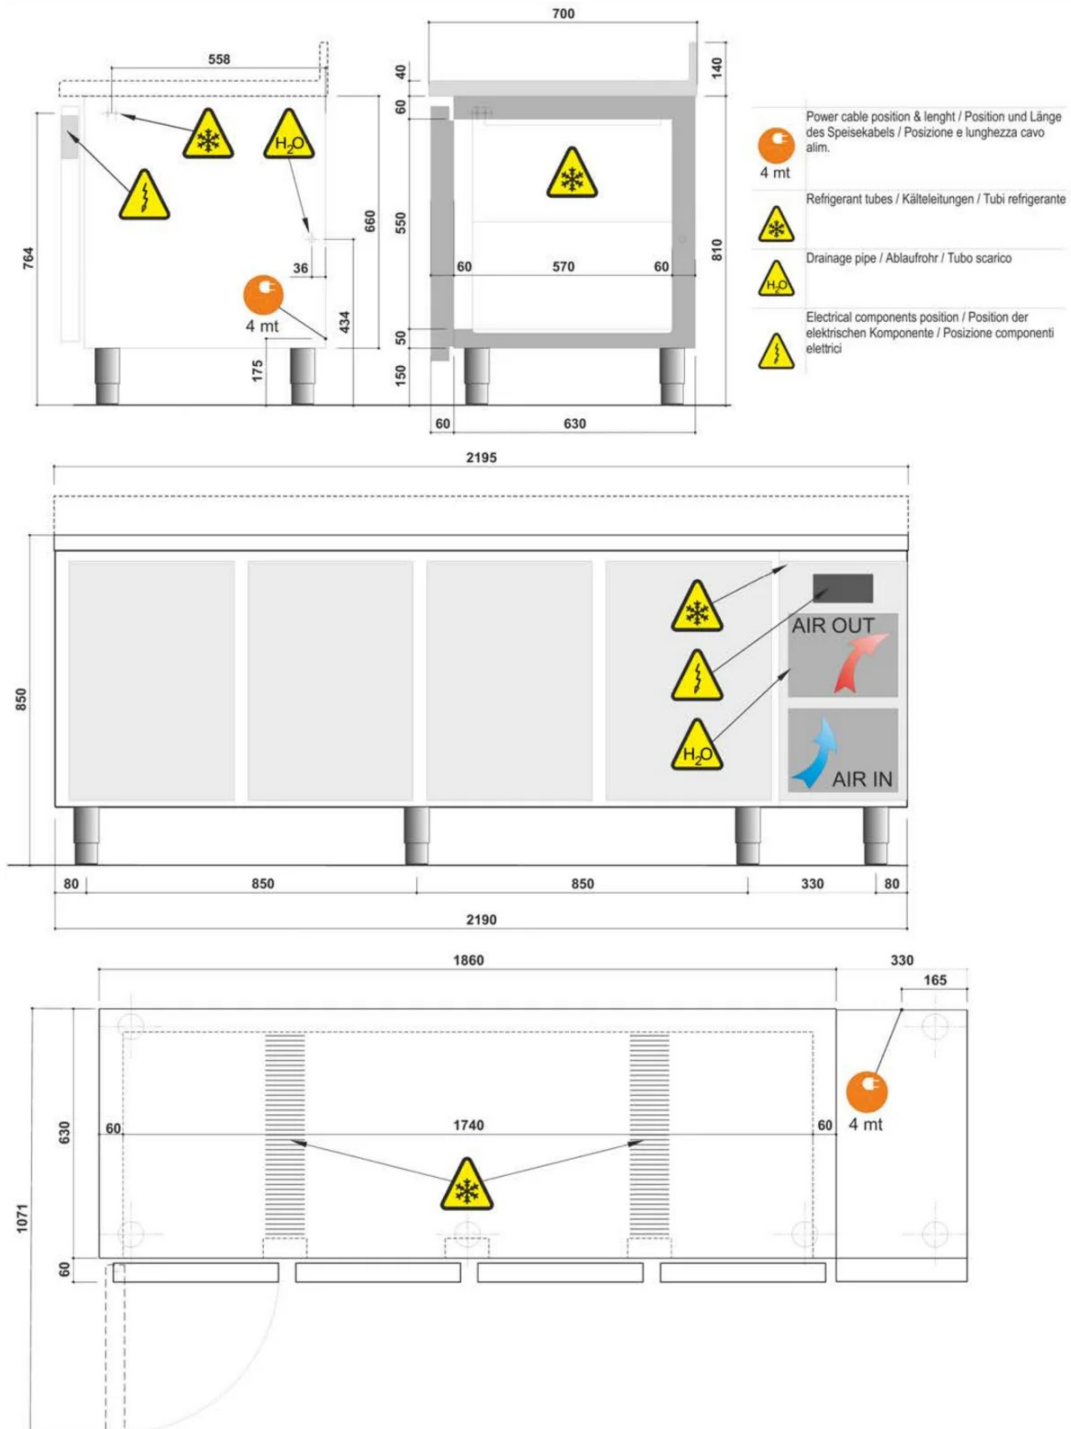 700
558
40
140
60
H₂O
764
660
550
810
60
570
60
36
4 mt
434
50
175
150
60
630
Power cable position & lenght / Position und Länge
des Speisekabels / Posizione e lunghezza cavo
alim.
4 mt
Refrigerant tubes / Kälteleitungen / Tubi refrigerante
Drainage pipe / Ablaufrohr / Tubo scarico
H₂O
Electrical components position / Position der
elektrischen Komponente / Posizione componenti
elettrici
2195
850
AIR OUT
H₂O
AIR IN
80
850
850
330
80
2190
1860
330
165
630
60
1740
60
4 mt
1071
60